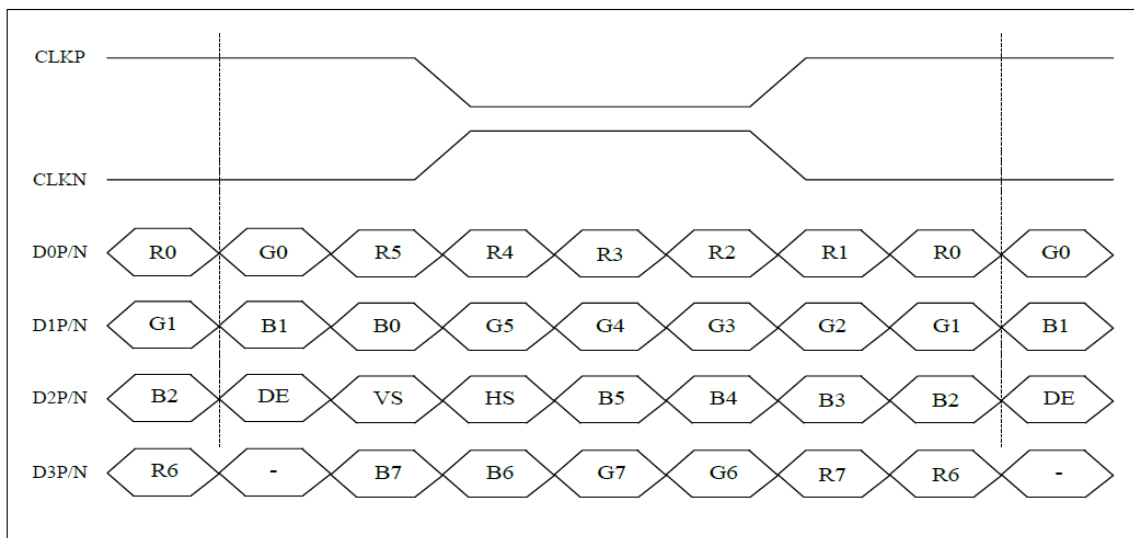 CLKP
CLKN
D0P/N R0 G0 R5 R4 R3 R2 R1 R0 G0
D1P/N G1 B1 B0 G5 G4 G3 G2 G1 B1
D2P/N B2 DE VS HS B5 B4 B3 B2 DE
D3P/N R6 - B7 B6 G7 G6 R7 R6 -